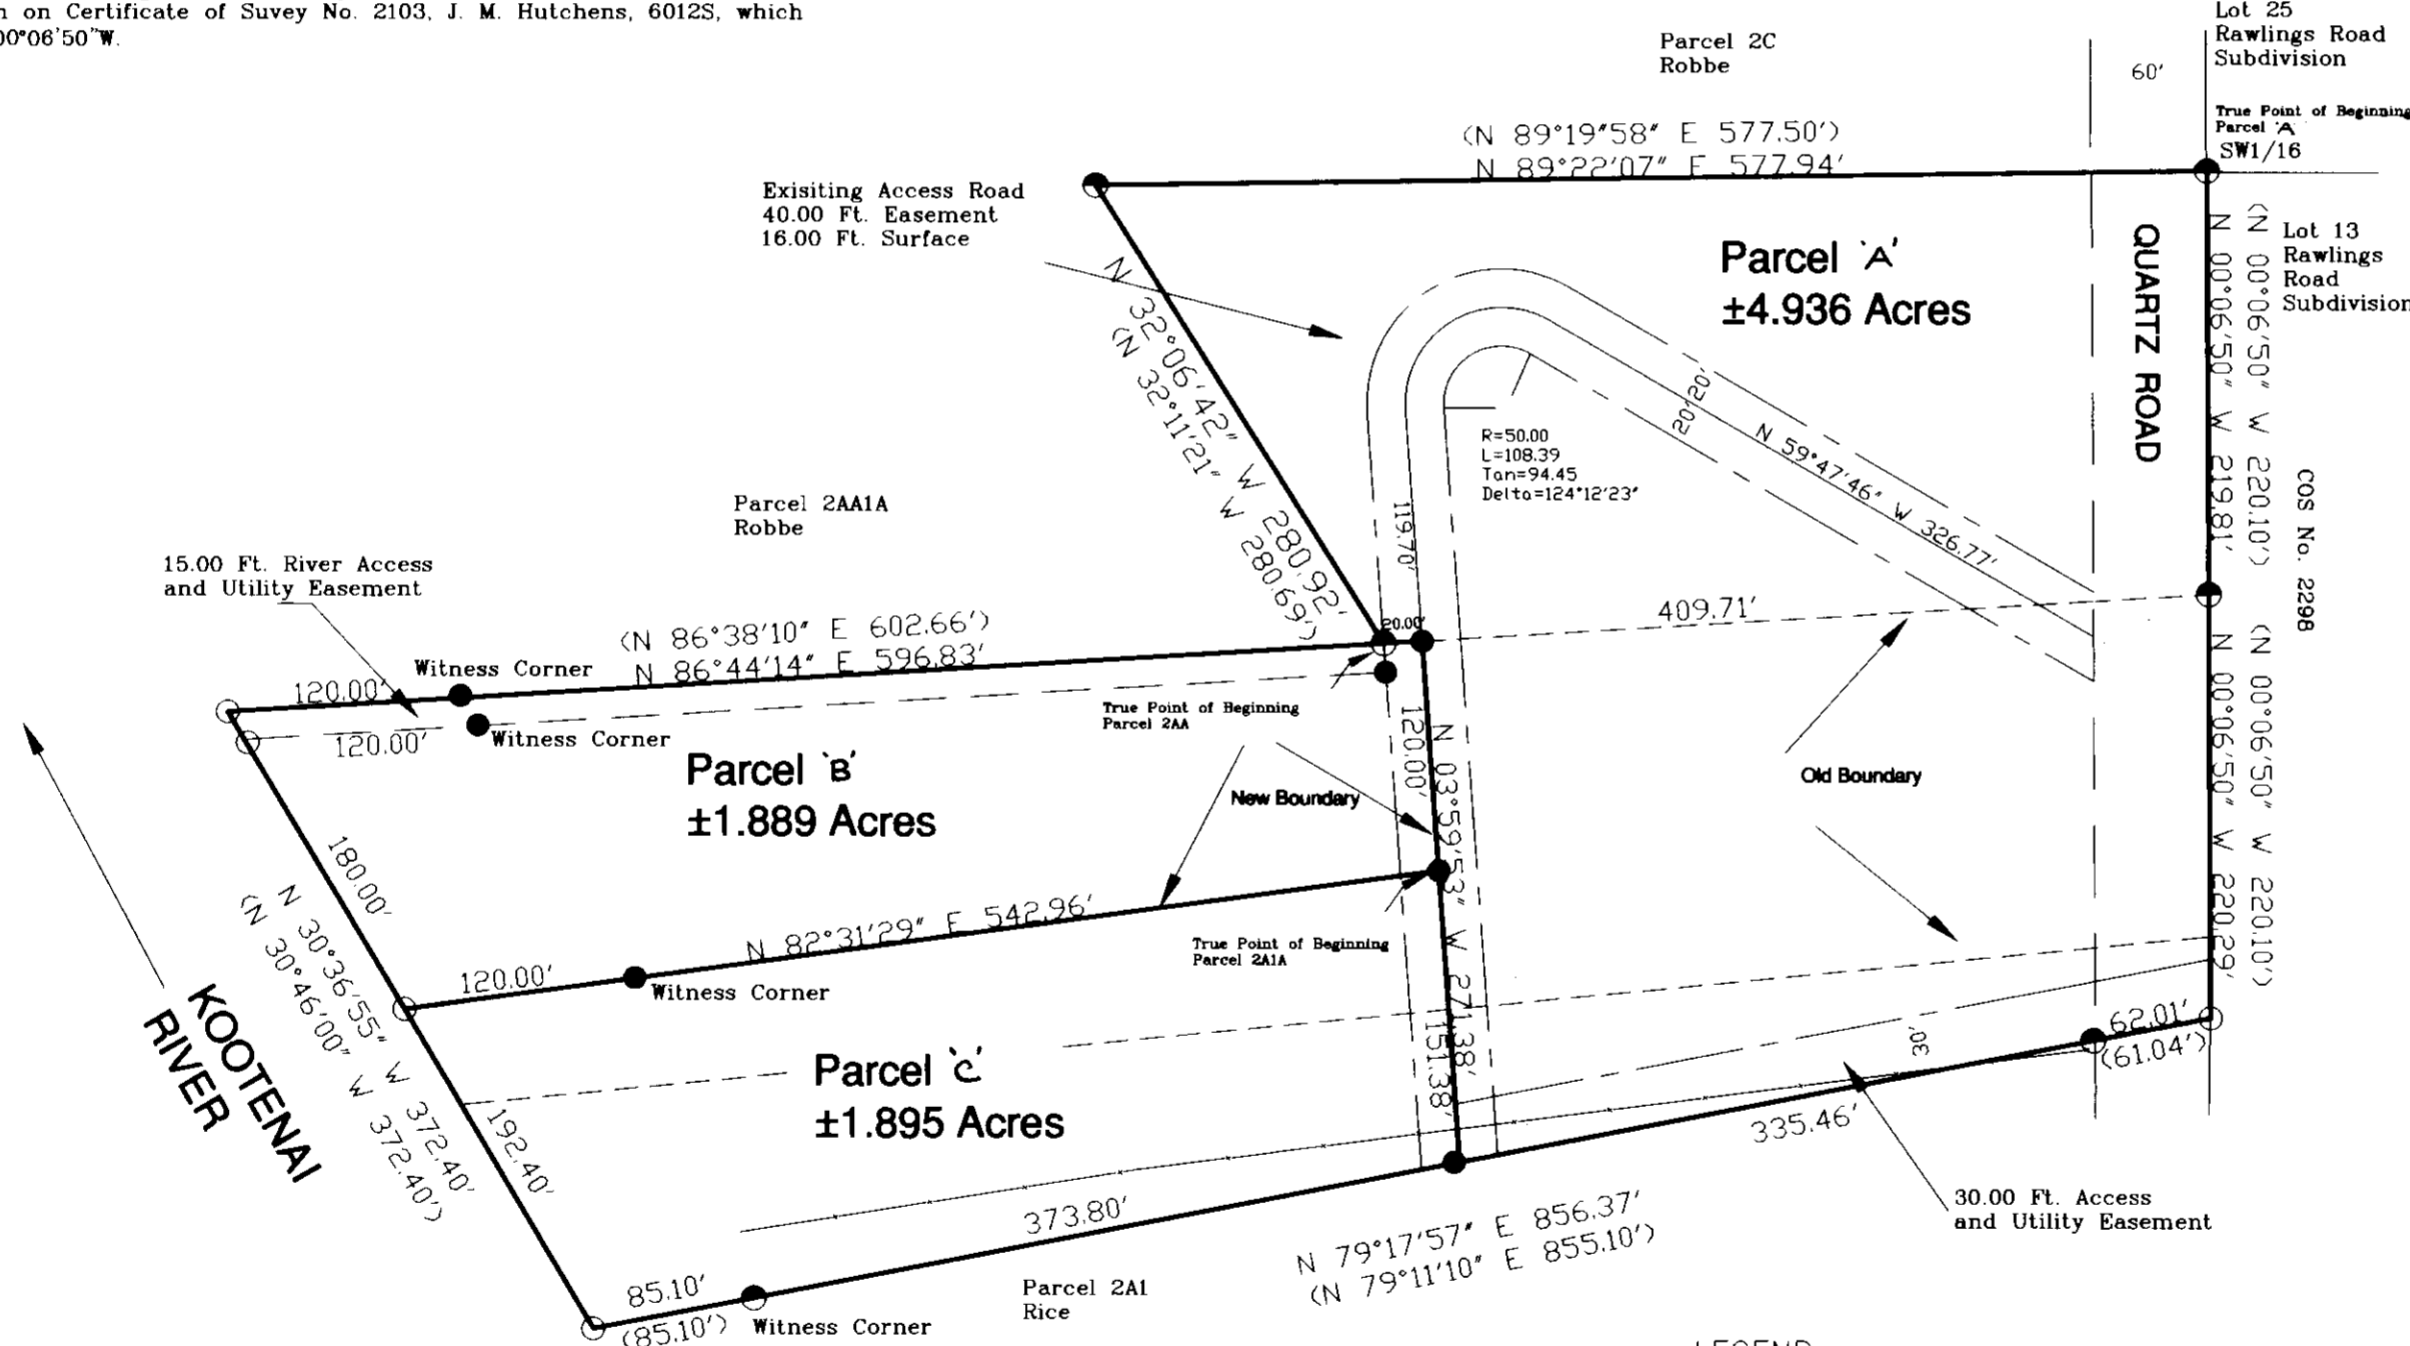 n on Certificate of Suvey No. 2103, J. M. Hutchens, 6012S, which
00°06'50"W.
Parcel 2C
Robbe
60'
Lot 25
Rawlings Road
Subdivision
True Point of Beginning
Parcel 'A'
SW1/16
(N 89°19"58" E 577.50')
N 89°22'07" E 577.94'
Exisiting Access Road
40.00 Ft. Easement
16.00 Ft. Surface
Parcel 'A'
±4.936 Acres
QUARTZ ROAD
N 00°06'50" W 219.81'
(N 00°06'50" W 220.10')
Lot 13
Rawlings
Road
Subdivision
COS No. 2298
N 32°06'42" W 280.92'
(N 32°11'21" W 280.69')
R=50.00
L=108.39
Tan=94.45
Delta=124°12'23"
20'
20'
N 59°47'46" W 326.77'
119.70'
Parcel 2AA1A
Robbe
15.00 Ft. River Access
and Utility Easement
(N 86°38'10" E 602.66')
N 86°44'14" E 596.83'
20.00'
409.71'
Witness Corner
120.00'
120.00'
Witness Corner
True Point of Beginning
Parcel 2AA
Parcel 'B'
±1.889 Acres
New Boundary
Old Boundary
120.00'
N 03°59'53" W 271.38'
N 00°06'50" W 220.29'
(N 00°06'50" W 220.10')
180.00'
N 30°36'55" W 372.40'
(N 30°46'00" W 372.40')
N 82°31'29" E 542.96'
120.00'
Witness Corner
True Point of Beginning
Parcel 2A1A
KOOTENAI
RIVER
Parcel 'C'
±1.895 Acres
151.38'
192.40'
30'
62.01'
(61.04')
335.46'
373.80'
N 79°17'57" E 856.37'
(N 79°11'10" E 855.10')
30.00 Ft. Access
and Utility Easement
85.10'
(85.10')
Witness Corner
Parcel 2A1
Rice
LEGEND